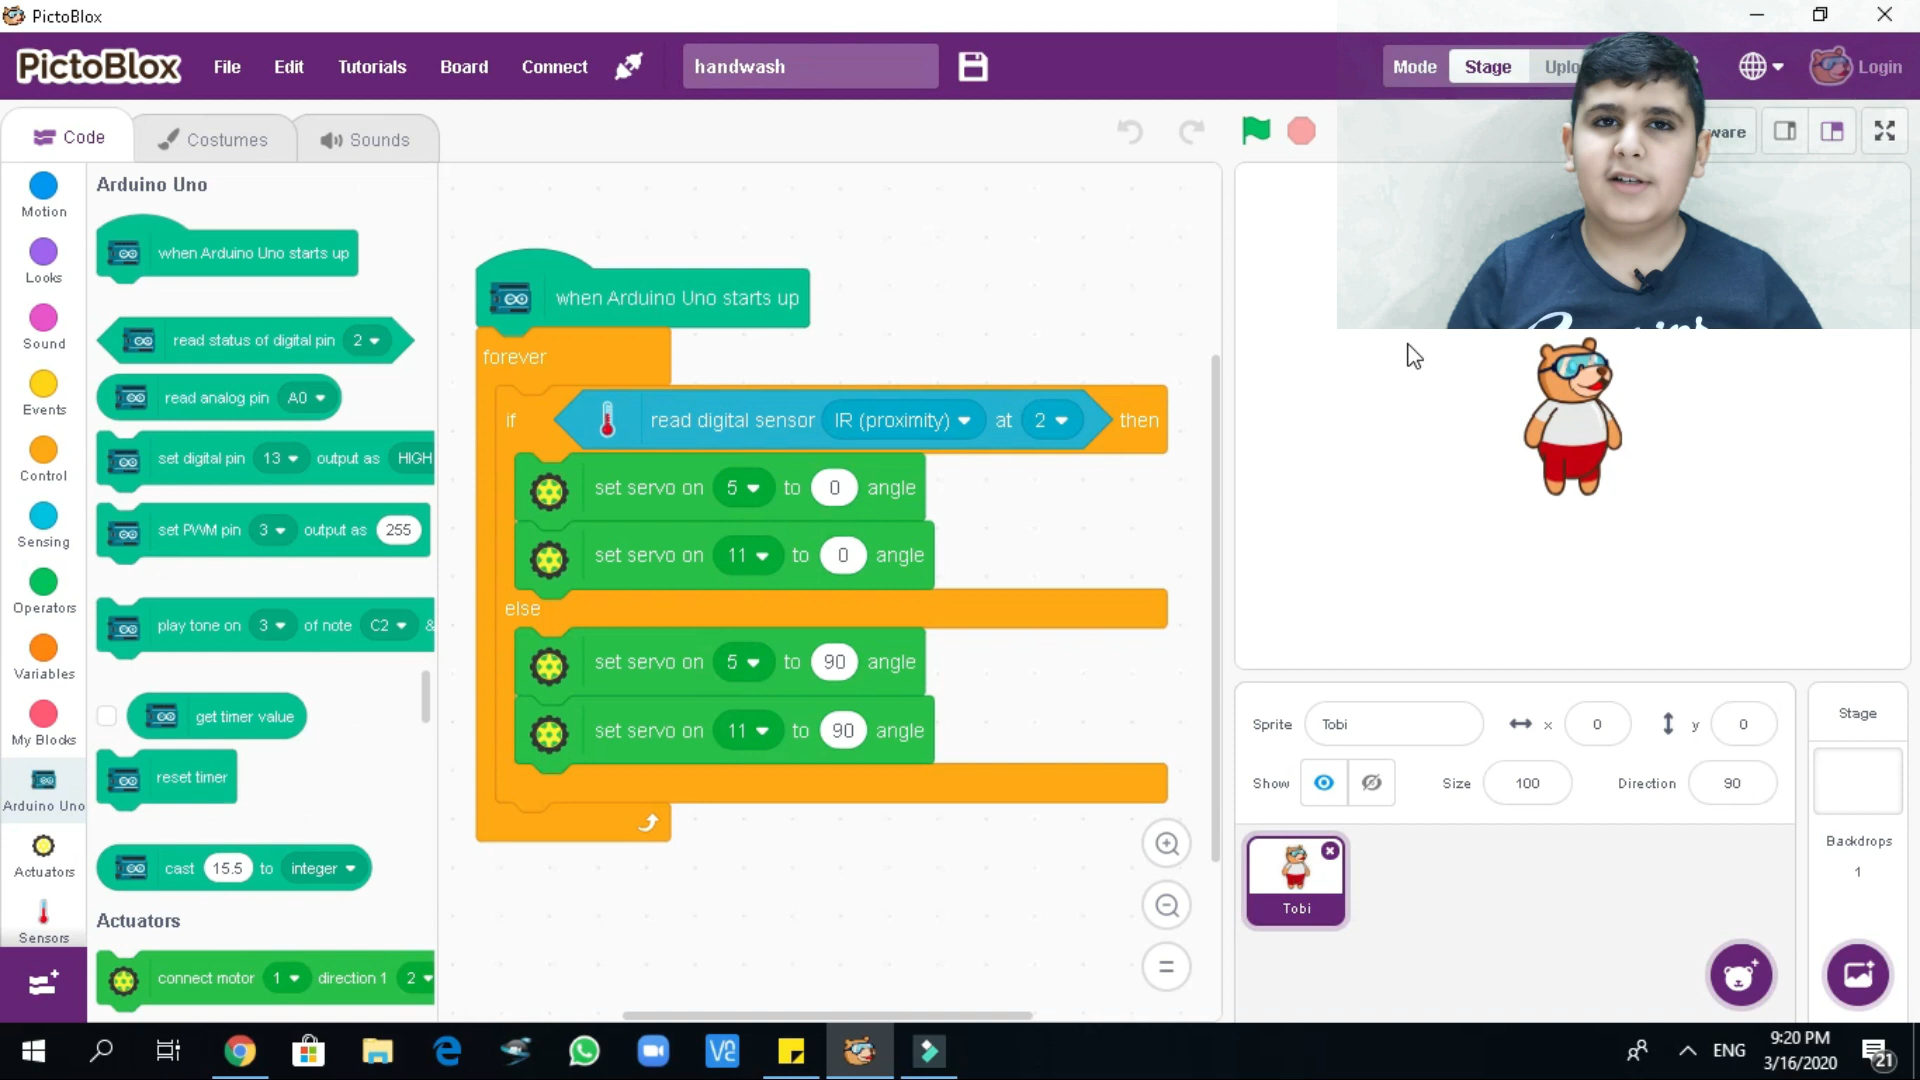 PictoBlox
PictoBlox File Edit Tutorials Board Connect handwash Mode Stage Uplo Login
Code Costumes Sounds ware
Motion
Looks
Sound
Events
Control
Sensing
Operators
Variables
My Blocks
Arduino Uno
Actuators
Sensors
Arduino Uno
when Arduino Uno starts up
read status of digital pin 2
read analog pin A0
set digital pin 13 output as HIGH
set PWM pin 3 output as 255
play tone on 3 of note C2 &
get timer value
reset timer
cast 15.5 to integer
Actuators
connect motor 1 direction 1 2
when Arduino Uno starts up
forever
if read digital sensor IR (proximity) at 2 then
set servo on 5 to 0 angle
set servo on 11 to 0 angle
else
set servo on 5 to 90 angle
set servo on 11 to 90 angle
Sprite Tobi x 0 y 0
Show Size 100 Direction 90
Tobi
Stage
Backdrops
1
ENG
9:20 PM
3/16/2020
21